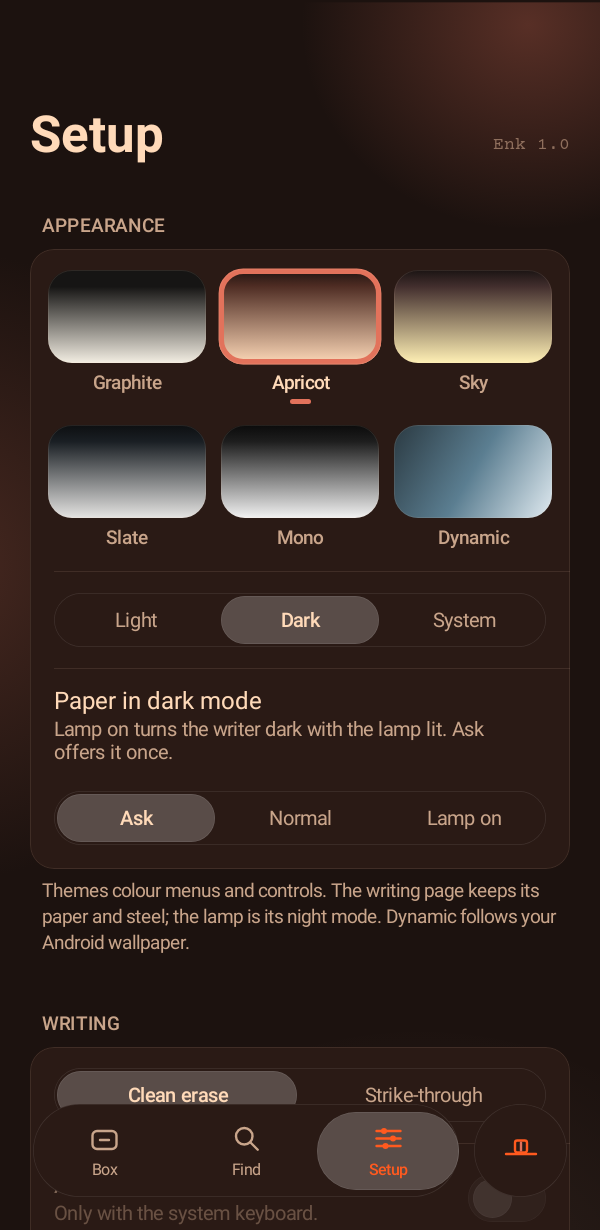 Setup
Enk 1.0
APPEARANCE
Graphite
Apricot
Sky
Slate
Mono
Dynamic
Light
Dark
System
Paper in dark mode
Lamp on turns the writer dark with the lamp lit. Ask
offers it once.
Ask
Normal
Lamp on
Themes colour menus and controls. The writing page keeps its
paper and steel; the lamp is its night mode. Dynamic follows your
Android wallpaper.
WRITING
Clean erase
Strike-through
Box
Find
Setup
Only with the system keyboard.